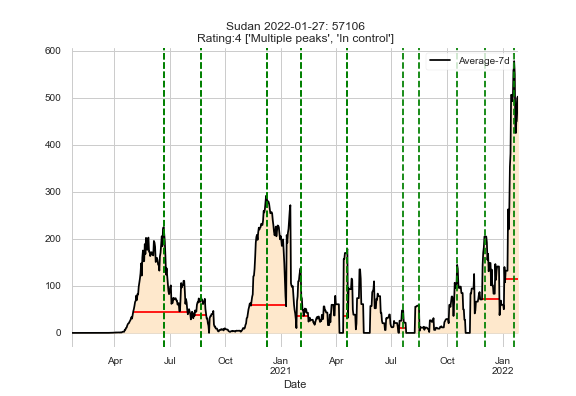 Sudan 2022-01-27: 57106
Rating:4 ['Multiple peaks', 'In control']
Average-7d
600
500
400
300
200
100
0
Apr Jul Oct Jan Apr Jul Oct Jan
2021 2022
Date